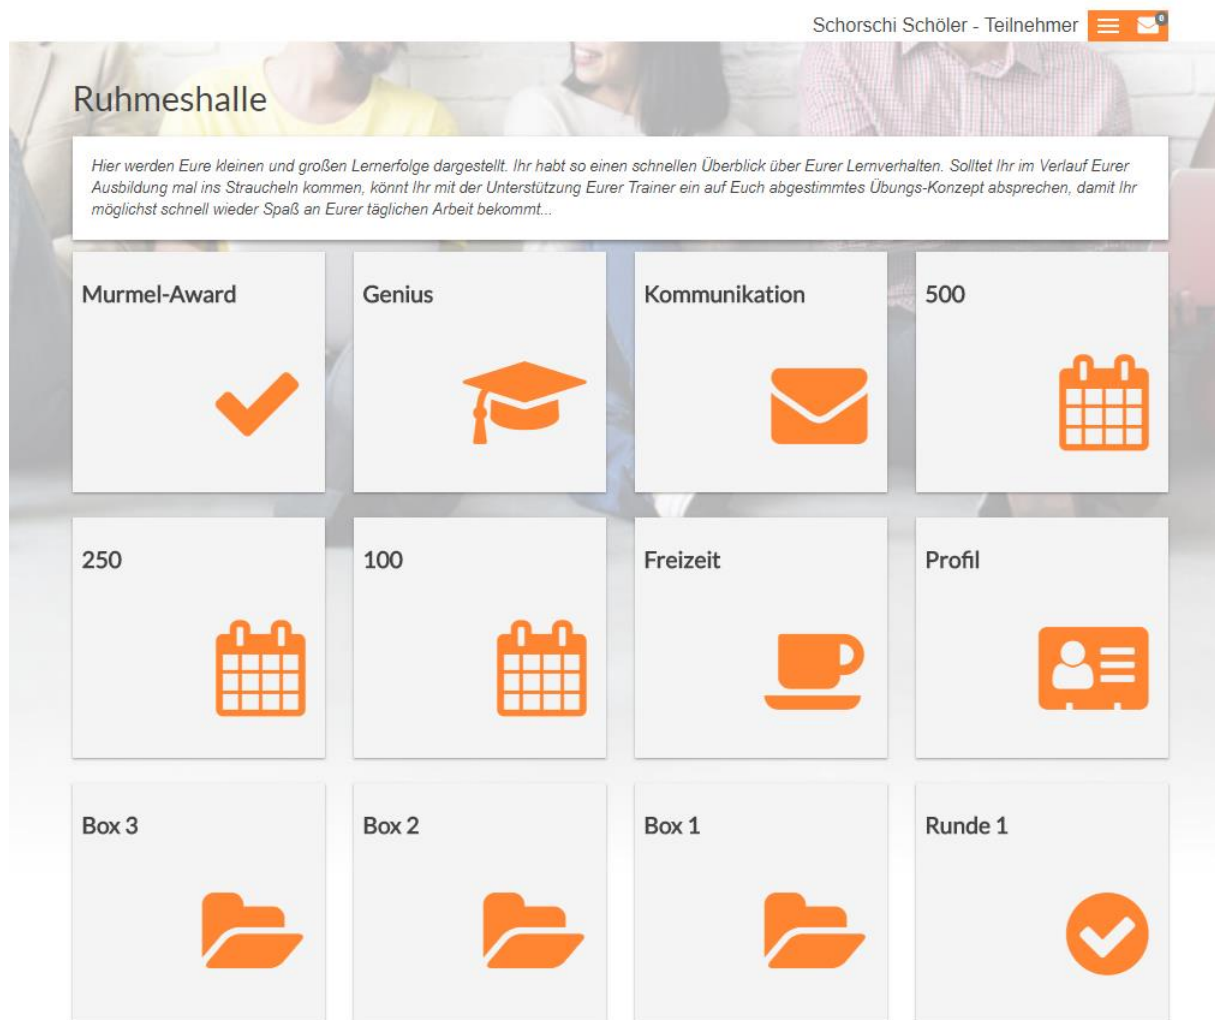 Schorschi Schöler - Teilnehmer
0
Ruhmeshalle
Hier werden Eure kleinen und großen Lernerfolge dargestellt. Ihr habt so einen schnellen Überblick über Eurer Lernverhalten. Solltet Ihr im Verlauf Eurer
Ausbildung mal ins Straucheln kommen, könnt Ihr mit der Unterstützung Eurer Trainer ein auf Euch abgestimmtes Übungs-Konzept absprechen, damit Ihr
möglichst schnell wieder Spaß an Eurer täglichen Arbeit bekommt...
Murmel-Award
Genius
Kommunikation
500
250
100
Freizeit
Profil
Box 3
Box 2
Box 1
Runde 1